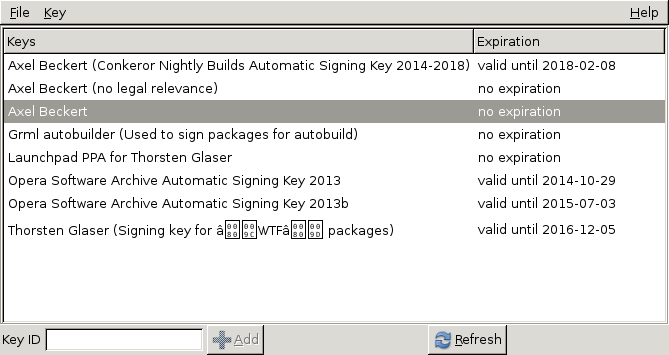 File Key Help
Keys Expiration
Axel Beckert (Conkeror Nightly Builds Automatic Signing Key 2014-2018) valid until 2018-02-08
Axel Beckert (no legal relevance) no expiration
Axel Beckert no expiration
Grml autobuilder (Used to sign packages for autobuild) no expiration
Launchpad PPA for Thorsten Glaser no expiration
Opera Software Archive Automatic Signing Key 2013 valid until 2014-10-29
Opera Software Archive Automatic Signing Key 2013b valid until 2015-07-03
Thorsten Glaser (Signing key for âWTFâ packages) valid until 2016-12-05
Key ID Add Refresh